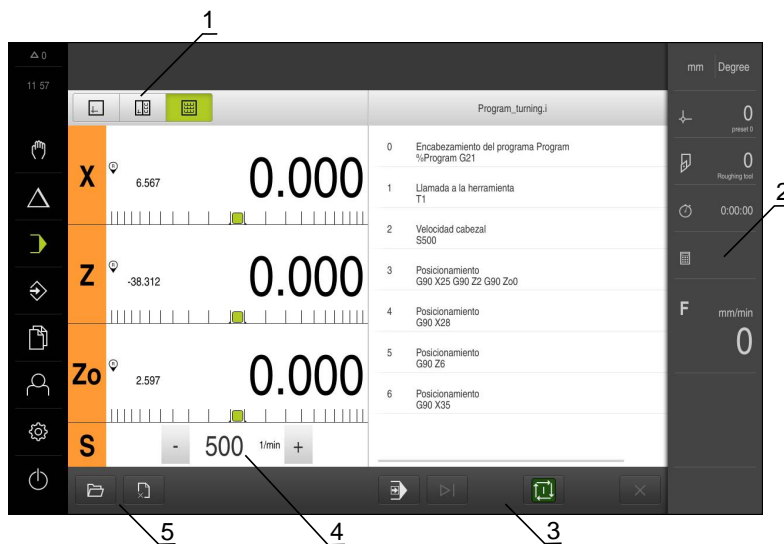 1
0
11 57
mm Degree
Program_turning.i
0
preset 0
X
R
6.567
0.000
0 Encabezamiento del programa Program
%Program G21
1 Llamada a la herramienta
T1
2 Velocidad cabezal
S500
3 Posicionamiento
G90 X25 G90 Z2 G90 Zo0
4 Posicionamiento
G90 X28
5 Posicionamiento
G90 Z6
6 Posicionamiento
G90 X35
0
Roughing tool
2
0:00:00
Z
R
-38.312
0.000
F mm/min
0
Zo
R
2.597
0.000
S - 500 1/min +
5
4
3